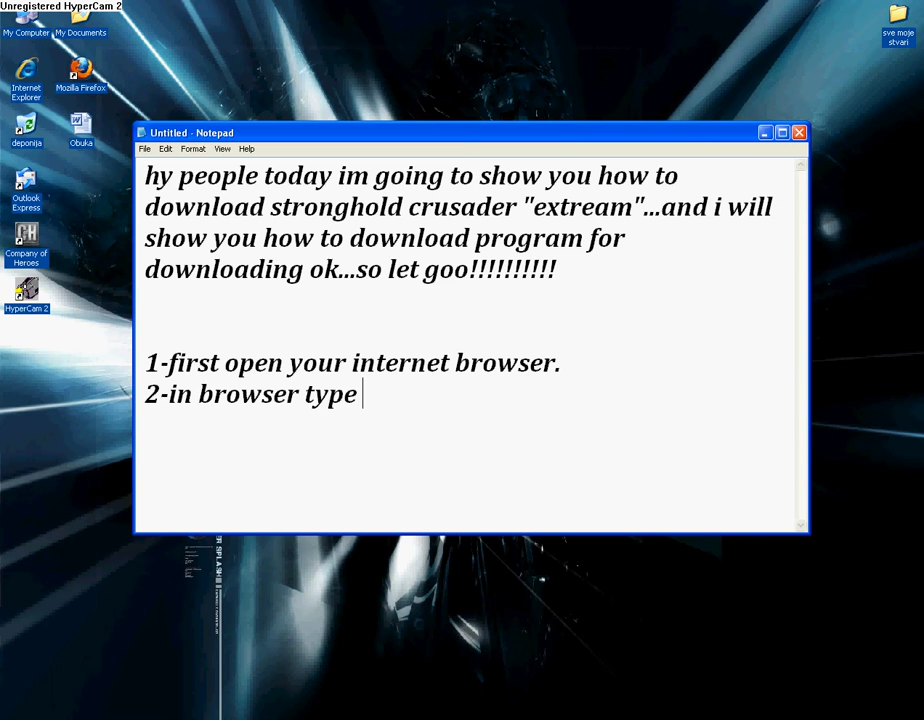 Unregistered HyperCam 2
My Computer
My Documents
sve moje
stvari
Internet
Explorer
Mozilla Firefox
deponija
Obuka
Outlook
Express
Company of
Heroes
HyperCam 2
Untitled - Notepad
File Edit Format View Help
hy people today im going to show you how to
download stronghold crusader "extream"...and i will
show you how to download program for
downloading ok...so let goo!!!!!!!!!!
1-first open your internet browser.
2-in browser type